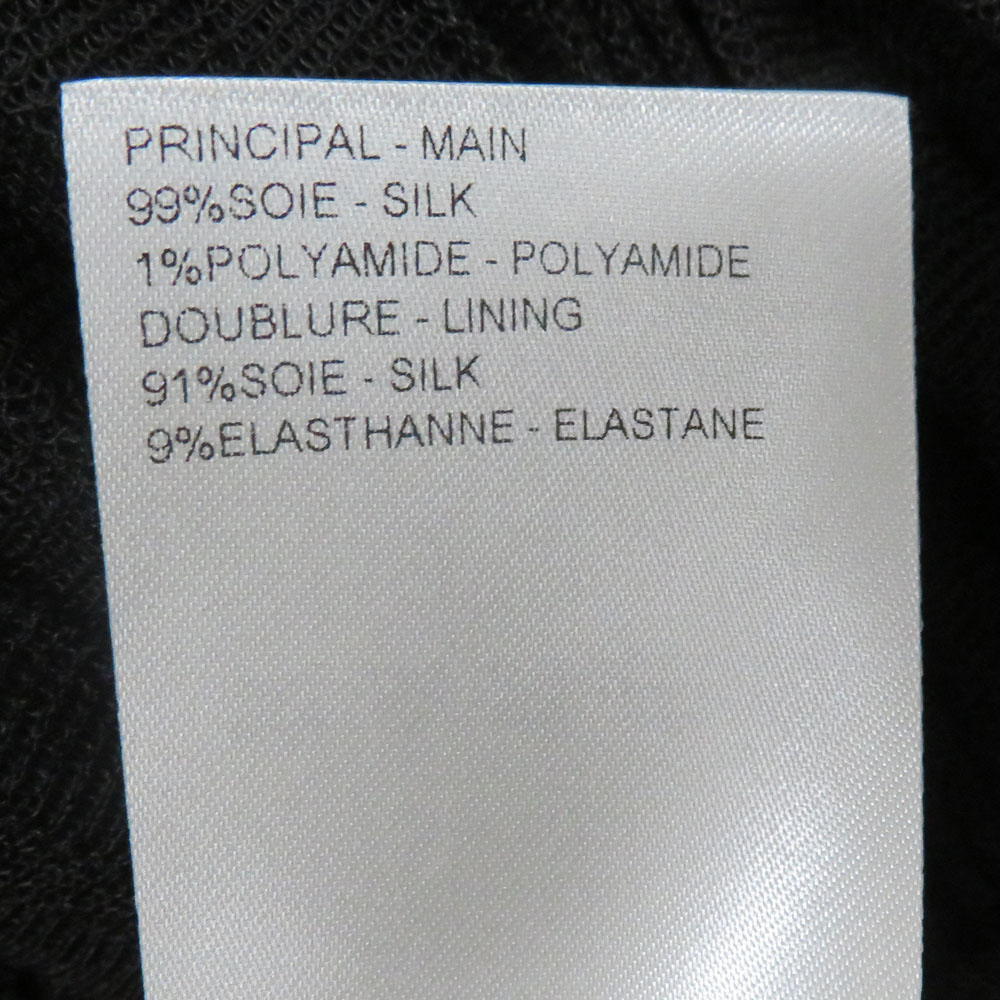 PRINCIPAL - MAIN
99%SOIE - SILK
1%POLYAMIDE - POLYAMIDE
DOUBLURE - LINING
91%SOIE - SILK
9%ELASTHANNE - ELASTANE